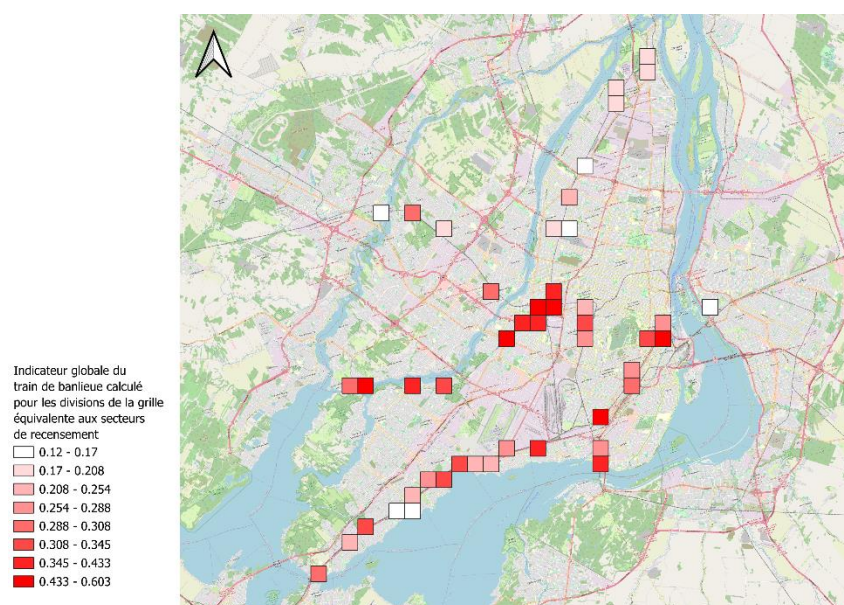 Indicateur globale du
train de banlieue calculé
pour les divisions de la grille
équivalente aux secteurs
de recensement
0.12 - 0.17
0.17 - 0.208
0.208 - 0.254
0.254 - 0.288
0.288 - 0.308
0.308 - 0.345
0.345 - 0.433
0.433 - 0.603